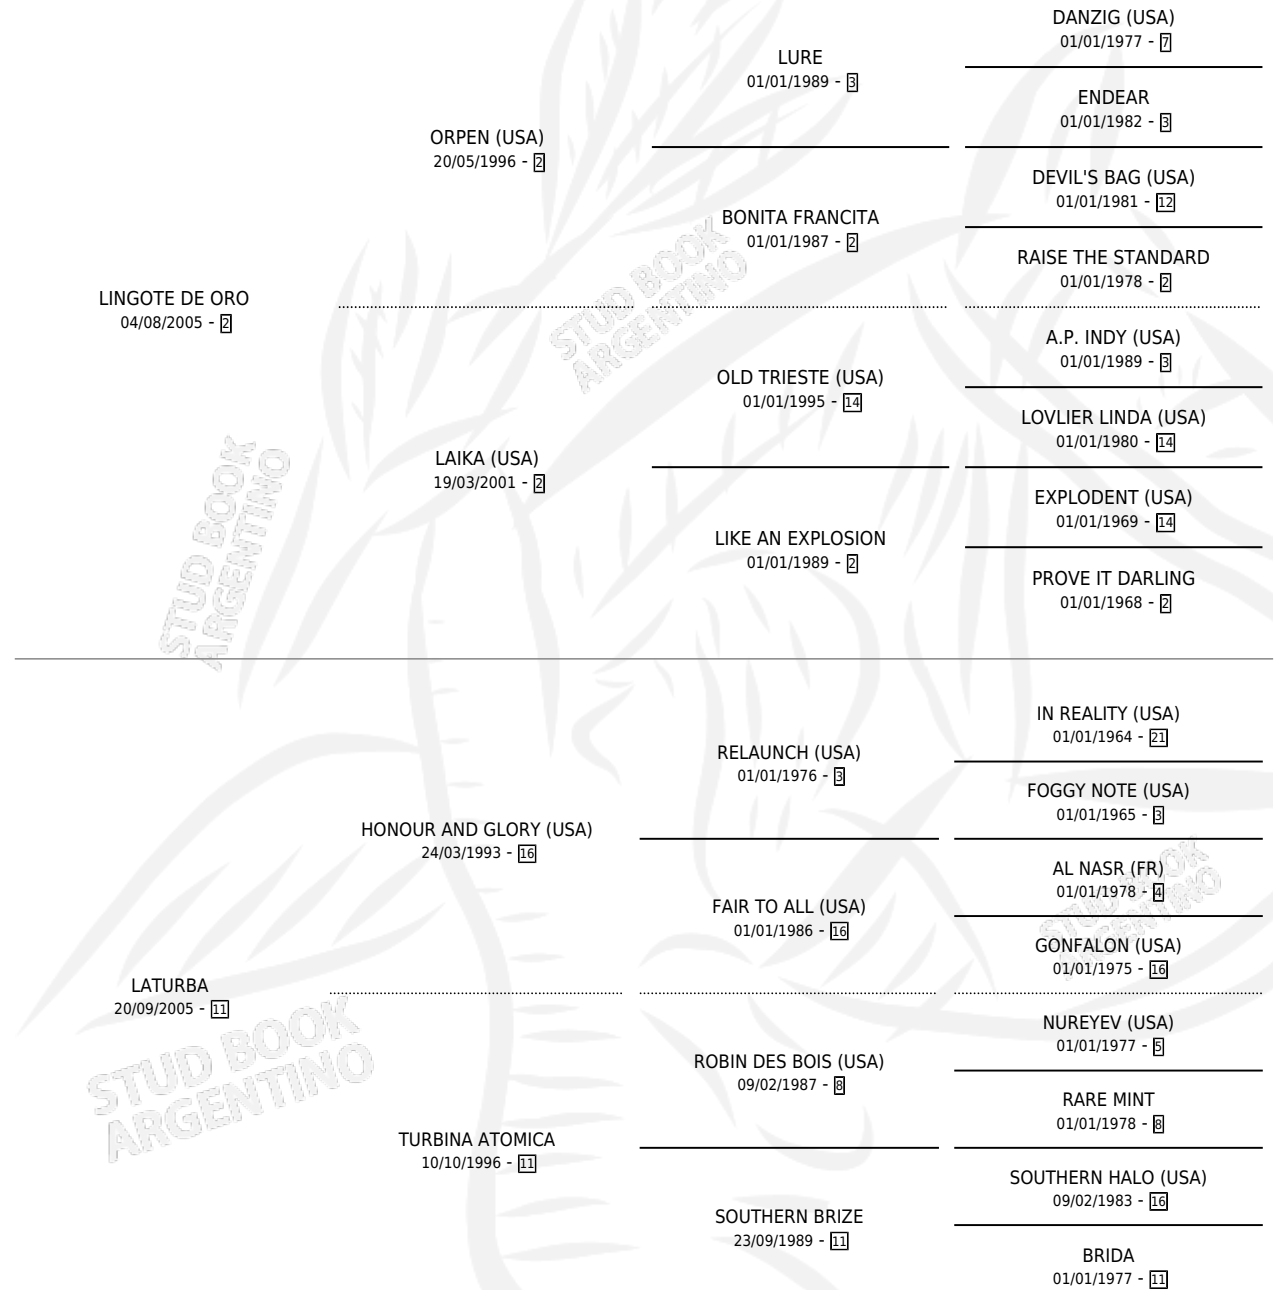 DANZIG (USA)
01/01/1977 - 7
LURE
01/01/1989 - 3
ENDEAR
01/01/1982 - 3
ORPEN (USA)
20/05/1996 - 2
DEVIL'S BAG (USA)
01/01/1981 - 12
BONITA FRANCITA
01/01/1987 - 2
RAISE THE STANDARD
01/01/1978 - 2
LINGOTE DE ORO
04/08/2005 - 2
STUD BOOK
ARGENTINO
A.P. INDY (USA)
01/01/1989 - 3
OLD TRIESTE (USA)
01/01/1995 - 14
LOVLIER LINDA (USA)
01/01/1980 - 14
LAIKA (USA)
19/03/2001 - 2
EXPLODENT (USA)
01/01/1969 - 14
LIKE AN EXPLOSION
01/01/1989 - 2
PROVE IT DARLING
01/01/1968 - 2
STUD BOOK
ARGENTINO
IN REALITY (USA)
01/01/1964 - 21
RELAUNCH (USA)
01/01/1976 - 3
FOGGY NOTE (USA)
01/01/1965 - 3
HONOUR AND GLORY (USA)
24/03/1993 - 16
AL NASR (FR)
01/01/1978 - 4
FAIR TO ALL (USA)
01/01/1986 - 16
GONFALON (USA)
01/01/1975 - 16
STUD BOOK
ARGENTINO
LATURBA
20/09/2005 - 11
NUREYEV (USA)
01/01/1977 - 5
ROBIN DES BOIS (USA)
09/02/1987 - 8
RARE MINT
01/01/1978 - 8
STUD BOOK
ARGENTINO
TURBINA ATOMICA
10/10/1996 - 11
SOUTHERN HALO (USA)
09/02/1983 - 16
SOUTHERN BRIZE
23/09/1989 - 11
BRIDA
01/01/1977 - 11